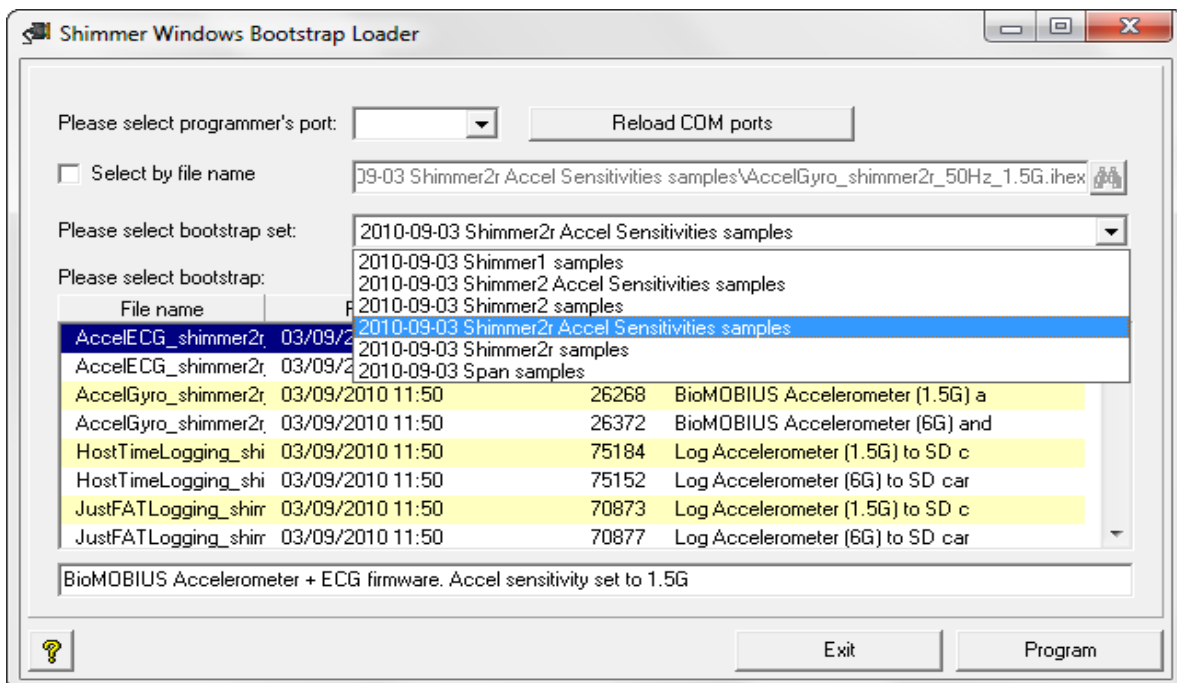 Shimmer Windows Bootstrap Loader
Please select programmer's port:
Reload COM ports
Select by file name
09-03 Shimmer2r Accel Sensitivities samples\AccelGyro_shimmer2r_50Hz_1.5G.ihex
Please select bootstrap set:
2010-09-03 Shimmer2r Accel Sensitivities samples
2010-09-03 Shimmer1 samples
2010-09-03 Shimmer2 Accel Sensitivities samples
2010-09-03 Shimmer2 samples
2010-09-03 Shimmer2r Accel Sensitivities samples
2010-09-03 Shimmer2r samples
2010-09-03 Span samples
Please select bootstrap:
File name
AccelECG_shimmer2r 03/09/2
AccelECG_shimmer2r 03/09/2
AccelGyro_shimmer2r 03/09/2010 11:50 26268 BioMOBIUS Accelerometer (1.5G) a
AccelGyro_shimmer2r 03/09/2010 11:50 26372 BioMOBIUS Accelerometer (6G) and
HostTimeLogging_shi 03/09/2010 11:50 75184 Log Accelerometer (1.5G) to SD c
HostTimeLogging_shi 03/09/2010 11:50 75152 Log Accelerometer (6G) to SD car
JustFATLogging_shim 03/09/2010 11:50 70873 Log Accelerometer (1.5G) to SD c
JustFATLogging_shim 03/09/2010 11:50 70877 Log Accelerometer (6G) to SD car
BioMOBIUS Accelerometer + ECG firmware. Accel sensitivity set to 1.5G
?
Exit
Program